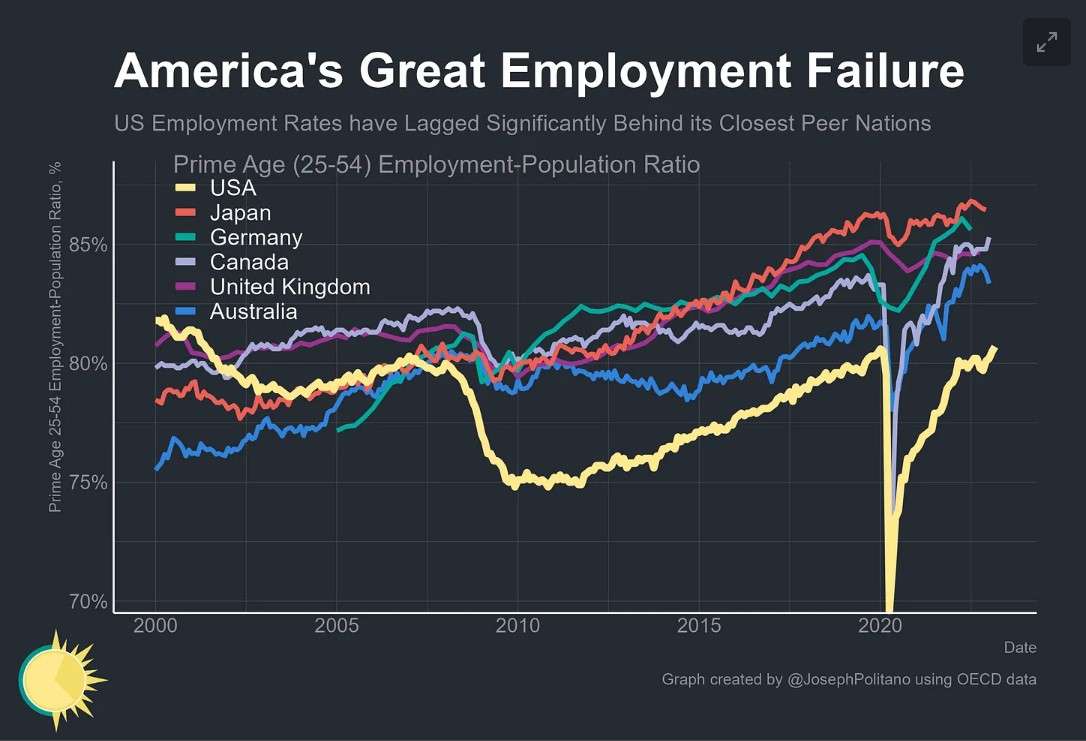 America's Great Employment Failure
US Employment Rates have Lagged Significantly Behind its Closest Peer Nations
Prime Age (25-54) Employment-Population Ratio
USA
Japan
Germany
Canada
United Kingdom
Australia
Prime Age 25-54 Employment-Population Ratio, %
85%
80%
75%
70%
2000 2005 2010 2015 2020
Date
Graph created by @JosephPolitano using OECD data